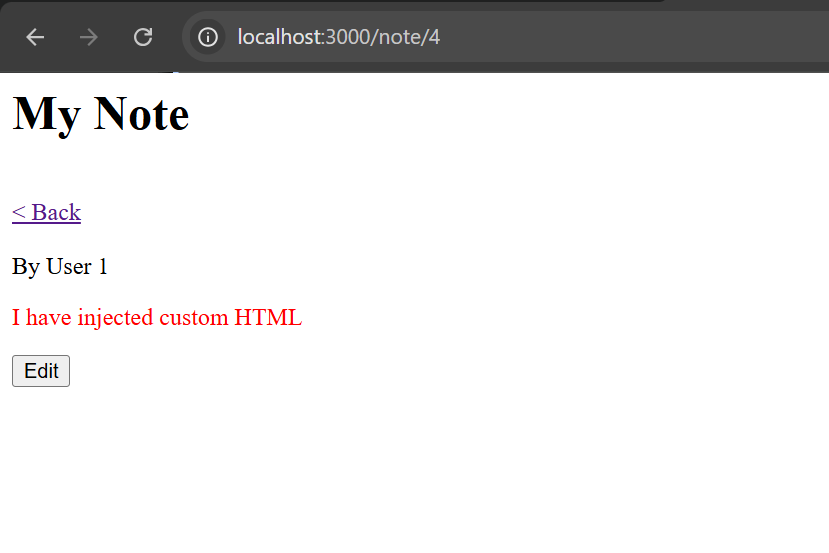 localhost:3000/note/4
My Note
< Back
By User 1
I have injected custom HTML
Edit